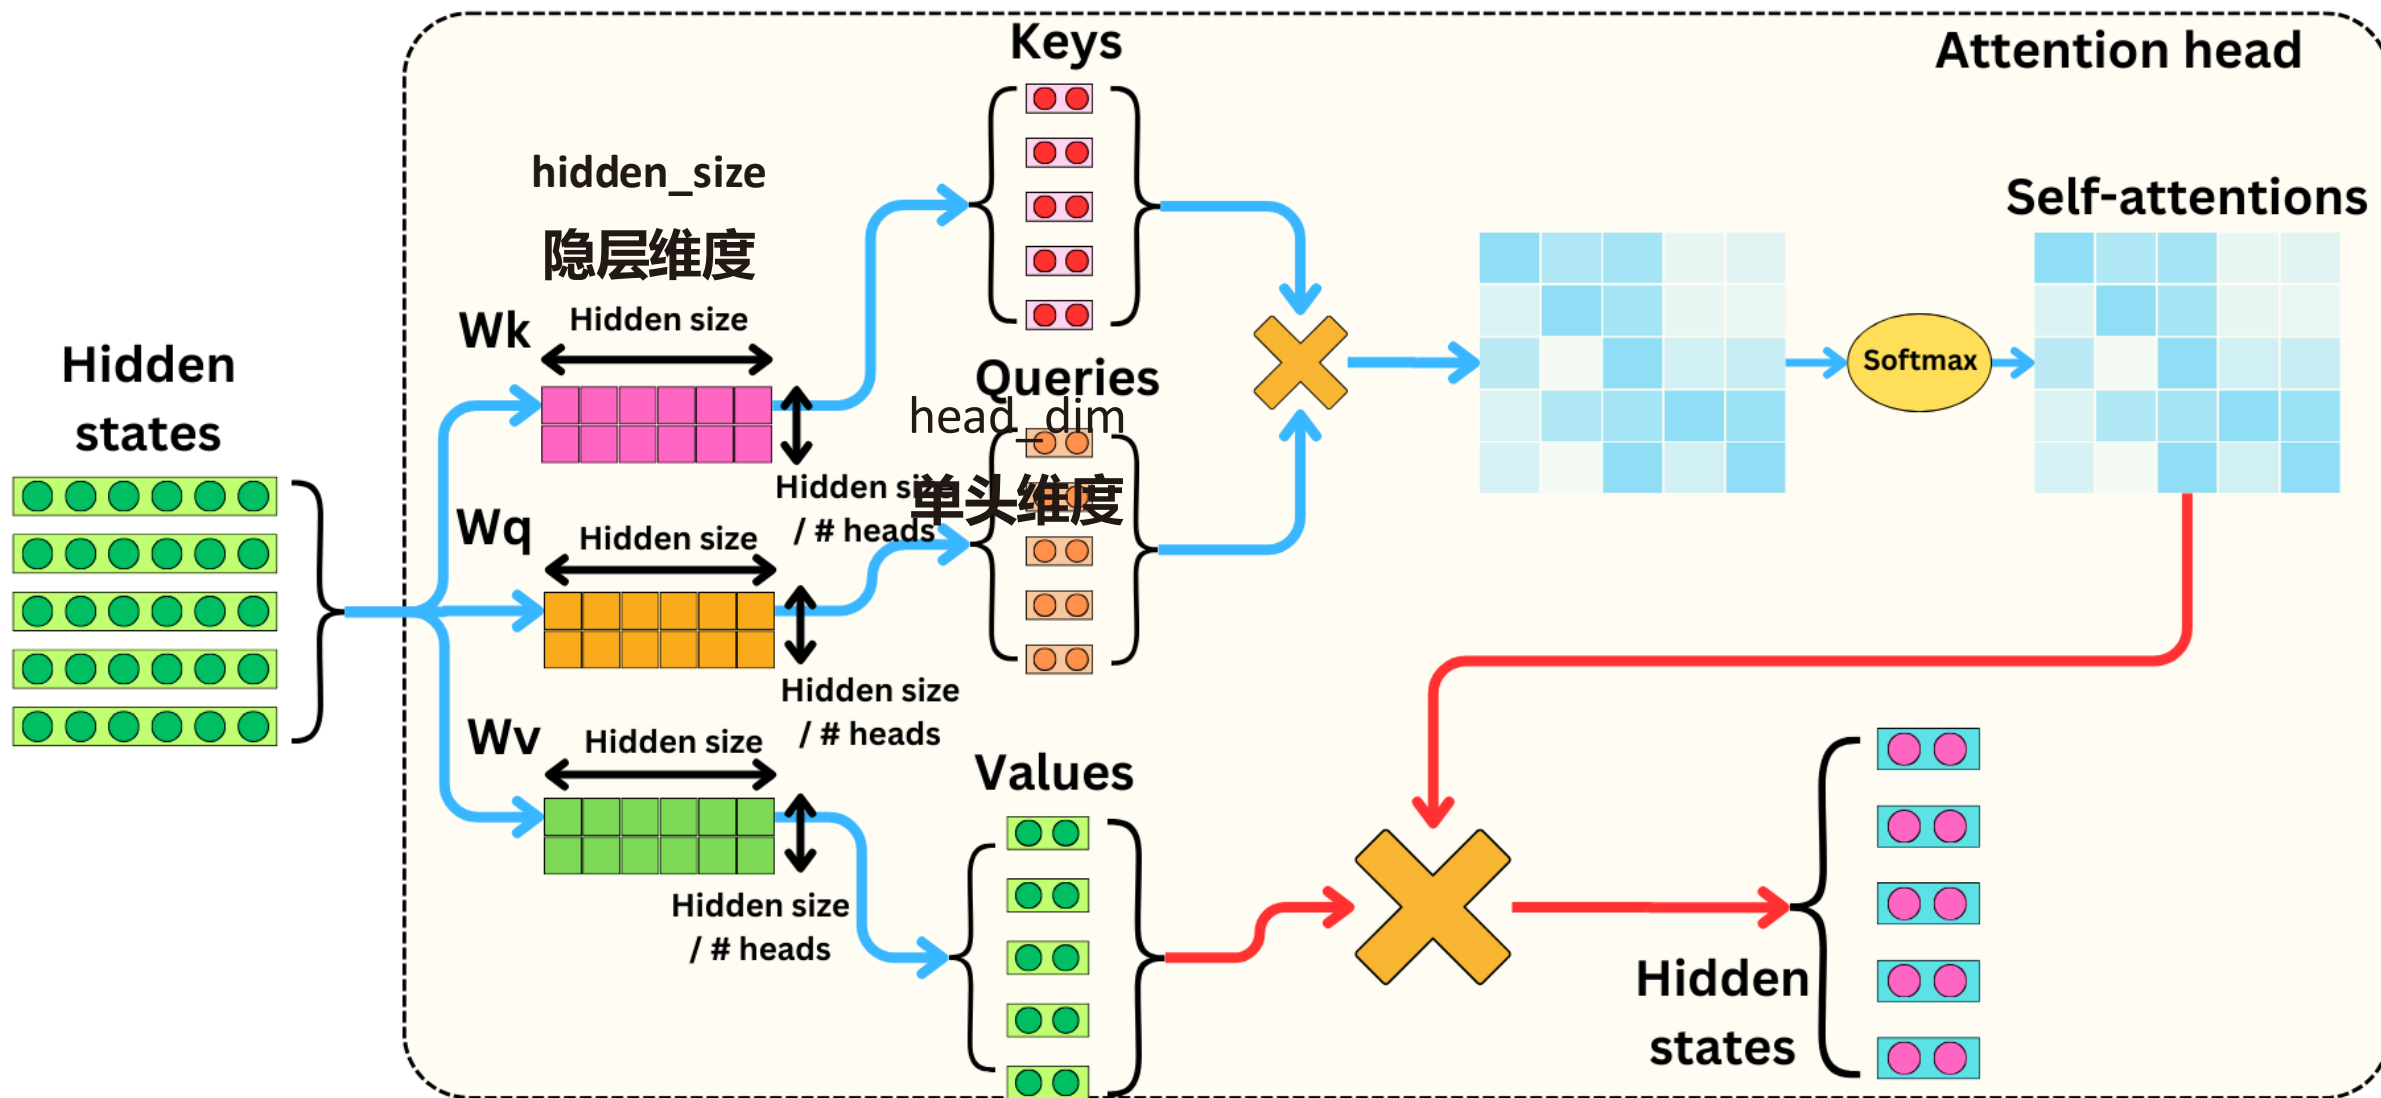 Keys
Attention head
hidden_size
隐层维度
Self-attentions
Wk
Hidden size
Hidden
states
Queries
Softmax
head_dim
单头维度
Hidden size
/ # heads
Wq
Hidden size
Hidden size
/ # heads
Wv
Hidden size
Values
Hidden size
/ # heads
Hidden
states